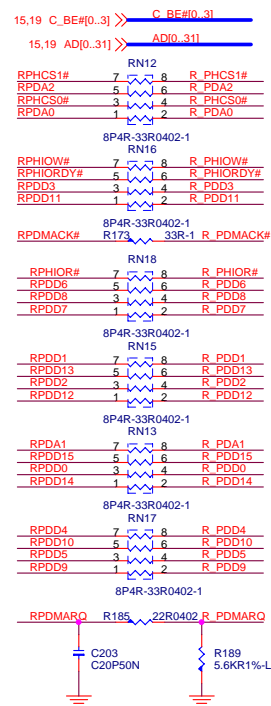 15,19 C_BE#[0..3] C_BE#[0..3]
15,19 AD[0..31] AD[0..31]
RN12
RPHCS1# 7 8 R_PHCS1#
RPDA2 5 6 R_PDA2
RPHCS0# 3 4 R_PHCS0#
RPDA0 1 2 R_PDA0
8P4R-33R0402-1
RN16
RPHIOW# 7 8 R_PHIOW#
RPHIORDY# 5 6 R_PHIORDY#
RPDD3 3 4 R_PDD3
RPDD11 1 2 R_PDD11
8P4R-33R0402-1
RPDMACK# R173 33R-1 R_PDMACK#
RN18
RPHIOR# 7 8 R_PHIOR#
RPDD6 5 6 R_PDD6
RPDD8 3 4 R_PDD8
RPDD7 1 2 R_PDD7
8P4R-33R0402-1
RN15
RPDD1 7 8 R_PDD1
RPDD13 5 6 R_PDD13
RPDD2 3 4 R_PDD2
RPDD12 1 2 R_PDD12
8P4R-33R0402-1
RN13
RPDA1 7 8 R_PDA1
RPDD15 5 6 R_PDD15
RPDD0 3 4 R_PDD0
RPDD14 1 2 R_PDD14
8P4R-33R0402-1
RN17
RPDD4 7 8 R_PDD4
RPDD10 5 6 R_PDD10
RPDD5 3 4 R_PDD5
RPDD9 1 2 R_PDD9
8P4R-33R0402-1
RPDMARQ R185 22R0402 R_PDMARQ
C203 R189
C20P50N 5.6KR1%-L